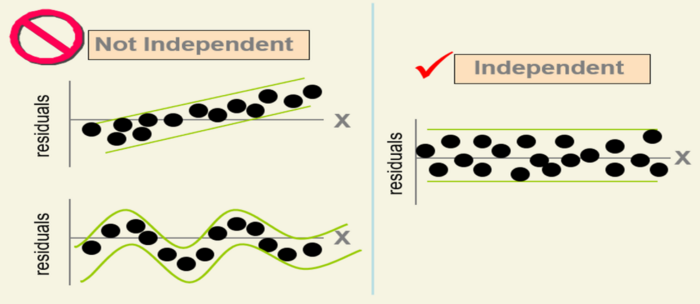 Not Independent
residuals
X
residuals
X
Independent
residuals
X